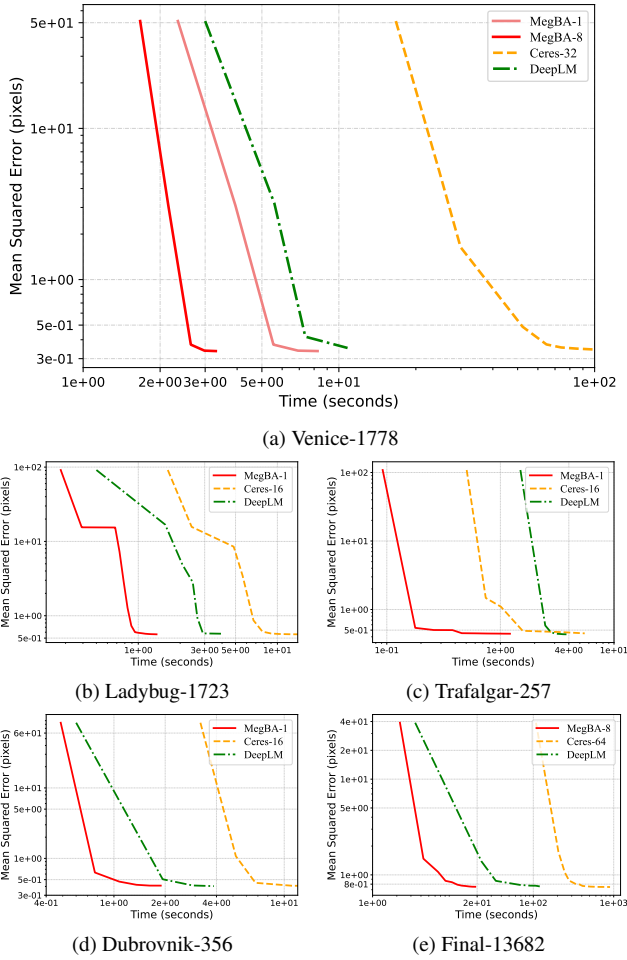 5e+01
1e+01
1e+00
5e-01
3e-01
Mean Squared Error (pixels)
MegBA-1
MegBA-8
Ceres-32
DeepLM
1e+00 2e+00 3e+00 5e+00 1e+01 1e+02
Time (seconds)
(a) Venice-1778
1e+02
1e+01
1e+00
5e-01
Mean Squared Error (pixels)
MegBA-1
Ceres-16
DeepLM
1e+00 3e+00 5e+00 1e+01
Time (seconds)
(b) Ladybug-1723
1e+02
1e+01
1e+00
5e-01
Mean Squared Error (pixels)
MegBA-1
Ceres-16
DeepLM
1e-01 1e+00 4e+00 1e+01
Time (seconds)
(c) Trafalgar-257
6e+01
1e+01
5e+00
1e+00
5e-01
3e-01
Mean Squared Error (pixels)
MegBA-1
Ceres-16
DeepLM
4e-01 1e+00 2e+00 4e+00 1e+01
Time (seconds)
(d) Dubrovnik-356
4e+01
2e+01
1e+01
5e+00
1e+00
8e-01
Mean Squared Error (pixels)
MegBA-8
Ceres-64
DeepLM
1e+00 2e+01 1e+02 1e+03
Time (seconds)
(e) Final-13682